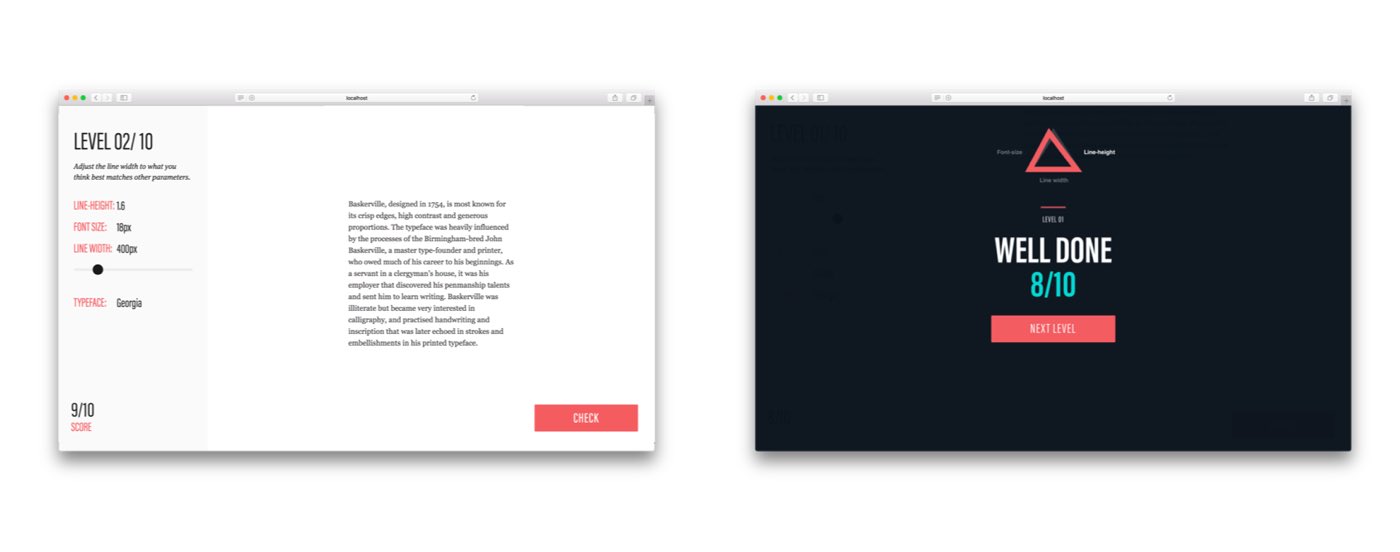 localhost
LEVEL 02/ 10
Adjust the line width to what you
think best matches other parameters.
LINE-HEIGHT: 1.6
FONT SIZE: 18px
LINE WIDTH: 400px
TYPEFACE: Georgia
9/10
SCORE
Baskerville, designed in 1754, is most known for
its crisp edges, high contrast and generous
proportions. The typeface was heavily influenced
by the processes of the Birmingham-bred John
Baskerville, a master type-founder and printer,
who owed much of his career to his beginnings. As
a servant in a clergyman's house, it was his
employer that discovered his penmanship talents
and sent him to learn writing. Baskerville was
illiterate but became very interested in
calligraphy, and practised handwriting and
inscription that was later echoed in strokes and
embellishments in his printed typeface.
CHECK
localhost
LEVEL 01/ 10
Font-size
Line-height
Line width
LEVEL 01
WELL DONE
8/10
NEXT LEVEL